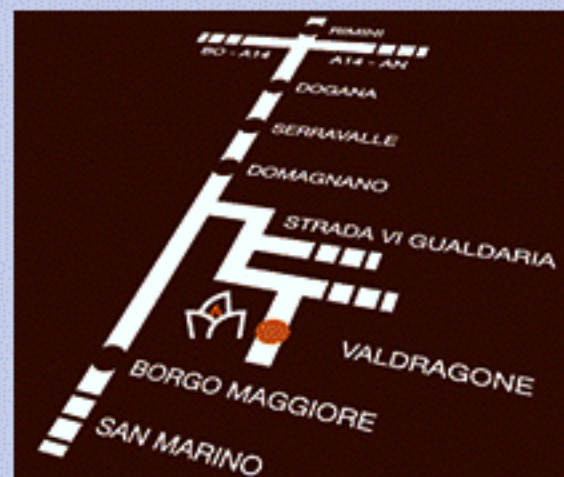 RIMINI
BO - A14
A14 - AN
DOGANA
SERRAVALLE
DOMAGNANO
STRADA VI GUALDARIA
VALDRAGONE
BORGO MAGGIORE
SAN MARINO